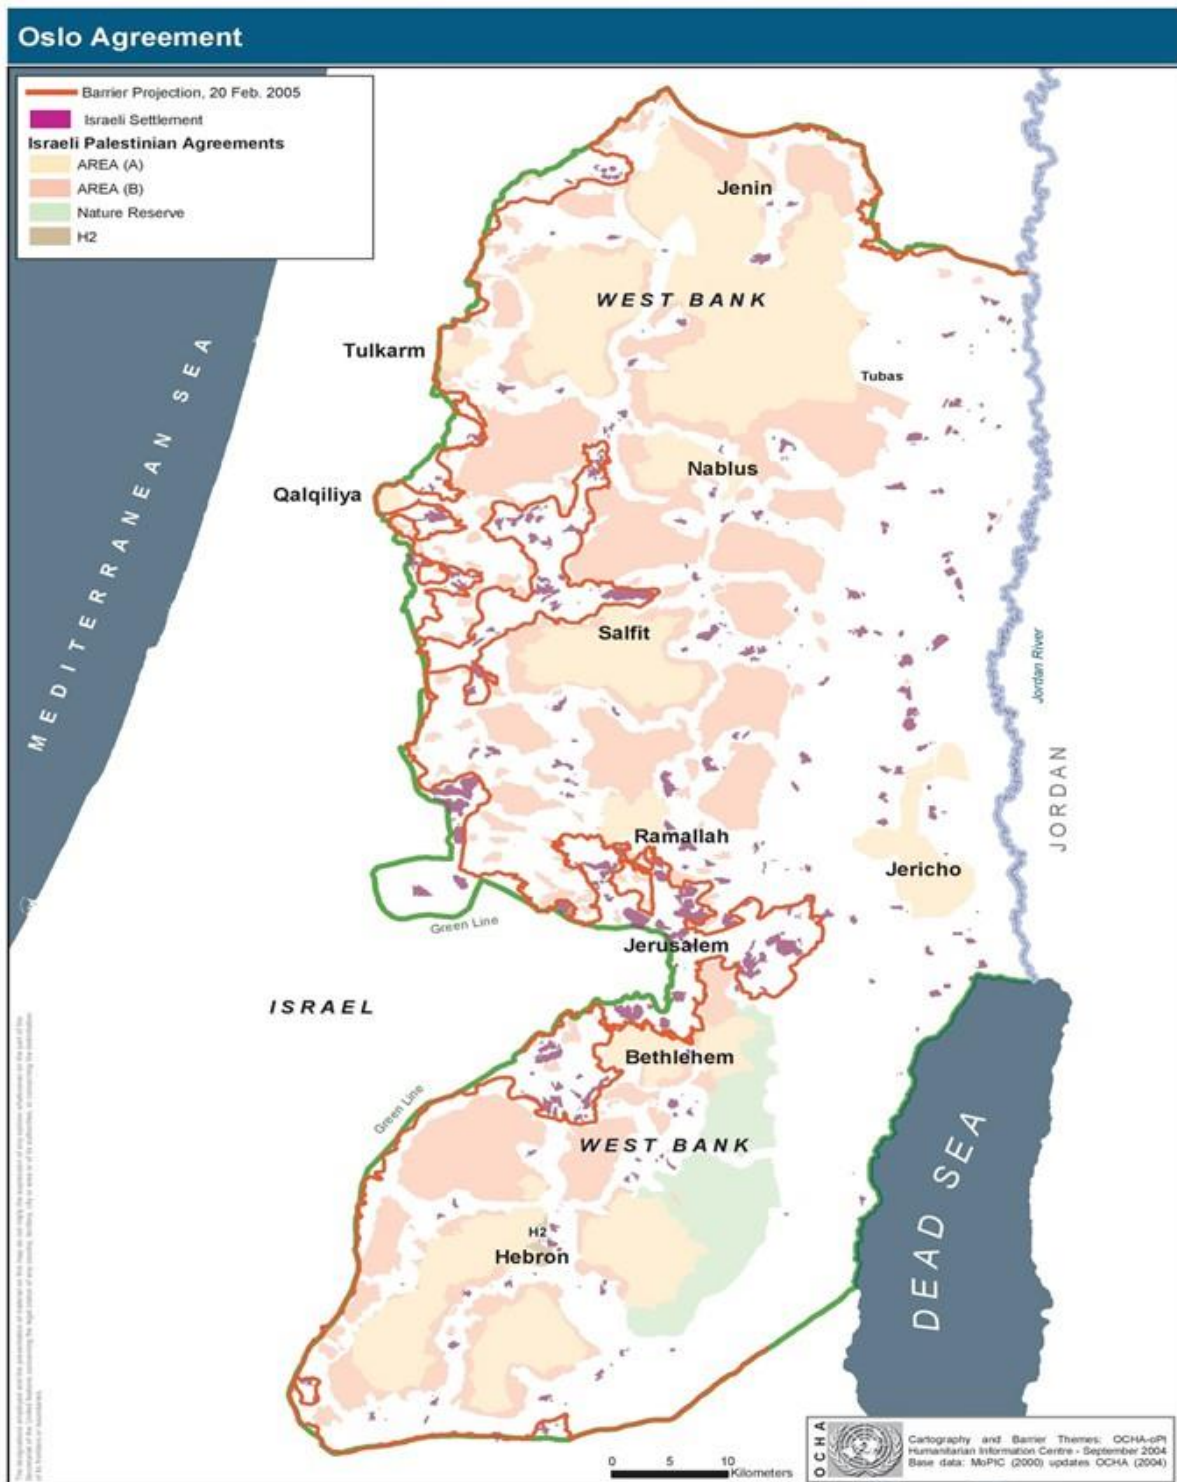 Oslo Agreement
Barrier Projection, 20 Feb. 2005
Israeli Settlement
Israeli Palestinian Agreements
AREA (A)
AREA (B)
Nature Reserve
H2
MEDITERRANEAN SEA
Jenin
WEST BANK
Tulkarm
Tubas
Nablus
Qalqiliya
Salfit
Jordan River
JORDAN
Ramallah
Jericho
Green Line
Jerusalem
ISRAEL
Bethlehem
Green Line
WEST BANK
H2
Hebron
DEAD SEA
0 5 10
Kilometers
OCHA
Cartography and Barrier Themes: OCHA-oPt
Humanitarian Information Centre - September 2004
Base data: MoPIC (2000) updates OCHA (2004)